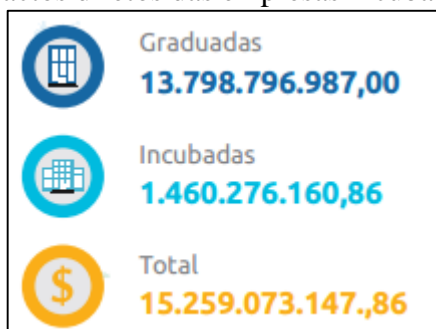 Graduadas
13.798.796.987,00
Incubadas
1.460.276.160,86
Total
$
15.259.073.147.,86